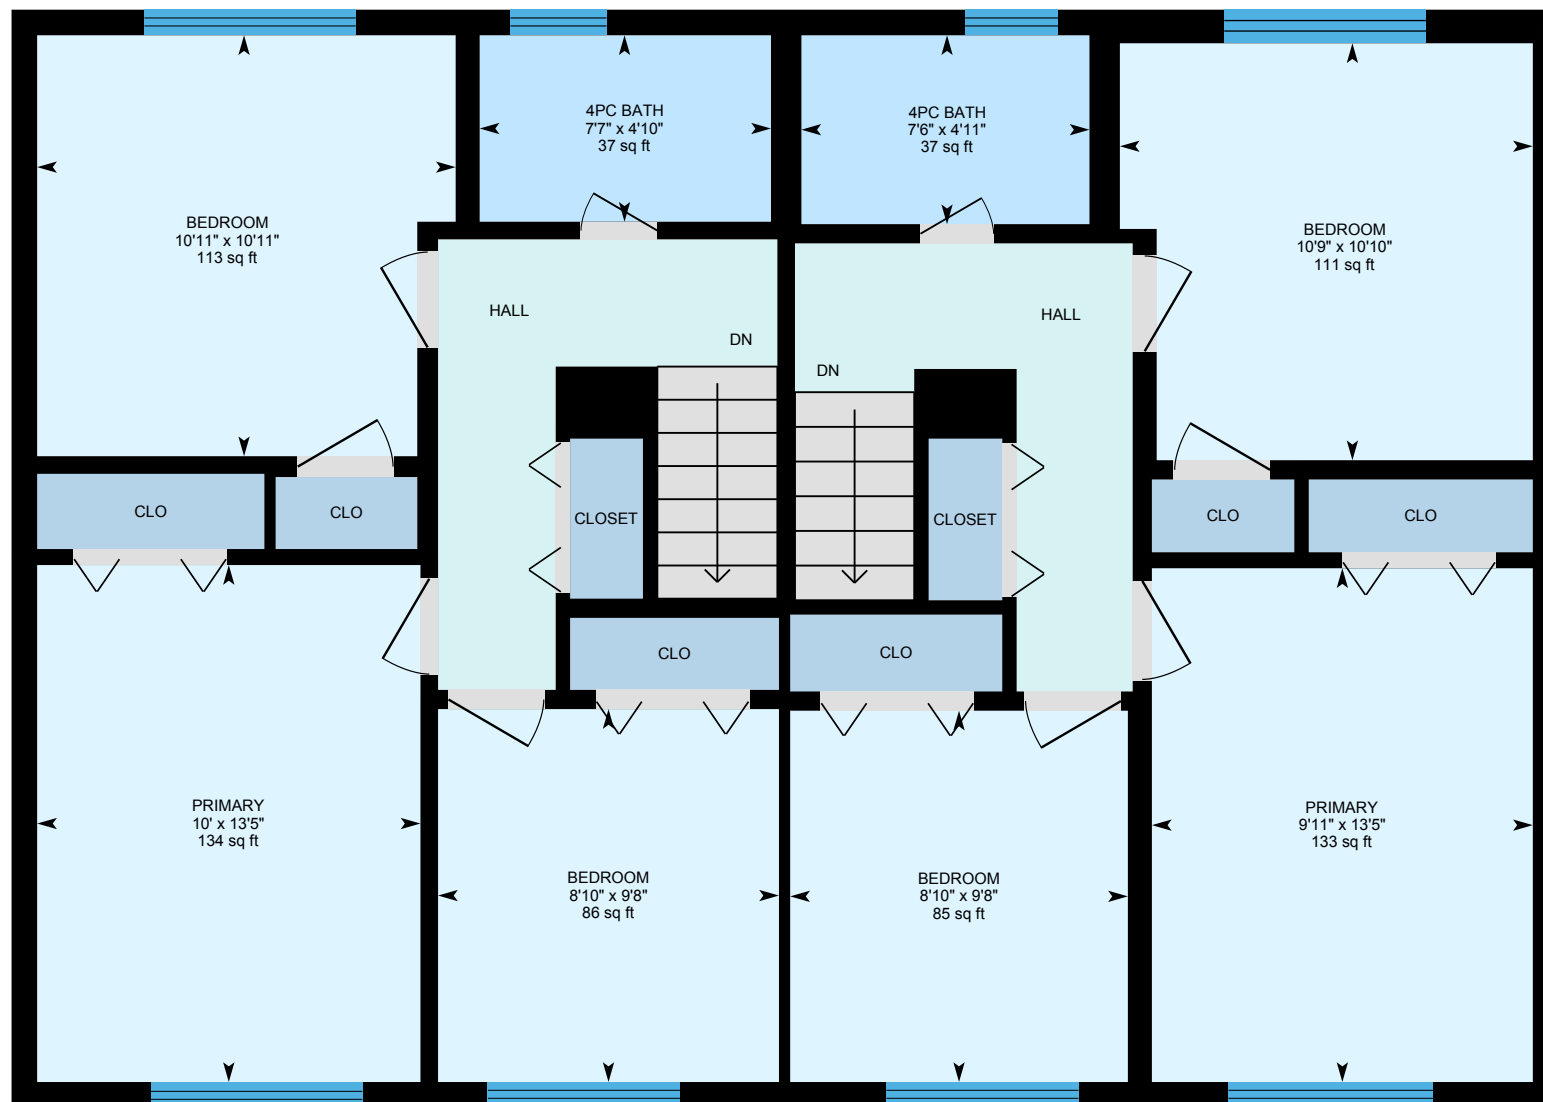 4PC BATH
7'7" x 4'10"
37 sq ft
4PC BATH
7'6" x 4'11"
37 sq ft
BEDROOM
10'11" x 10'11"
113 sq ft
BEDROOM
10'9" x 10'10"
111 sq ft
HALL
HALL
DN
DN
CLO
CLO
CLOSET
CLOSET
CLO
CLO
CLO
CLO
PRIMARY
10' x 13'5"
134 sq ft
PRIMARY
9'11" x 13'5"
133 sq ft
BEDROOM
8'10" x 9'8"
86 sq ft
BEDROOM
8'10" x 9'8"
85 sq ft